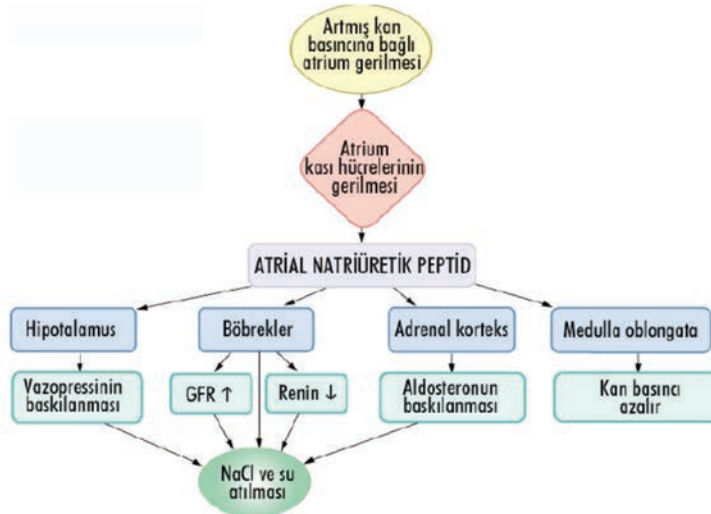 Artmış kan
basıncına bağlı
atrium gerilmesi
Atrium
kası hücrelerinin
gerilmesi
ATRİAL NATRİÜRETİK PEPTİD
Hipotalamus
Böbrekler
Adrenal korteks
Medulla oblongata
Vazopressinin
baskılanması
GFR ↑
Renin ↓
Aldosteronun
baskılanması
Kan basıncı
azalır
NaCl ve su
atılması